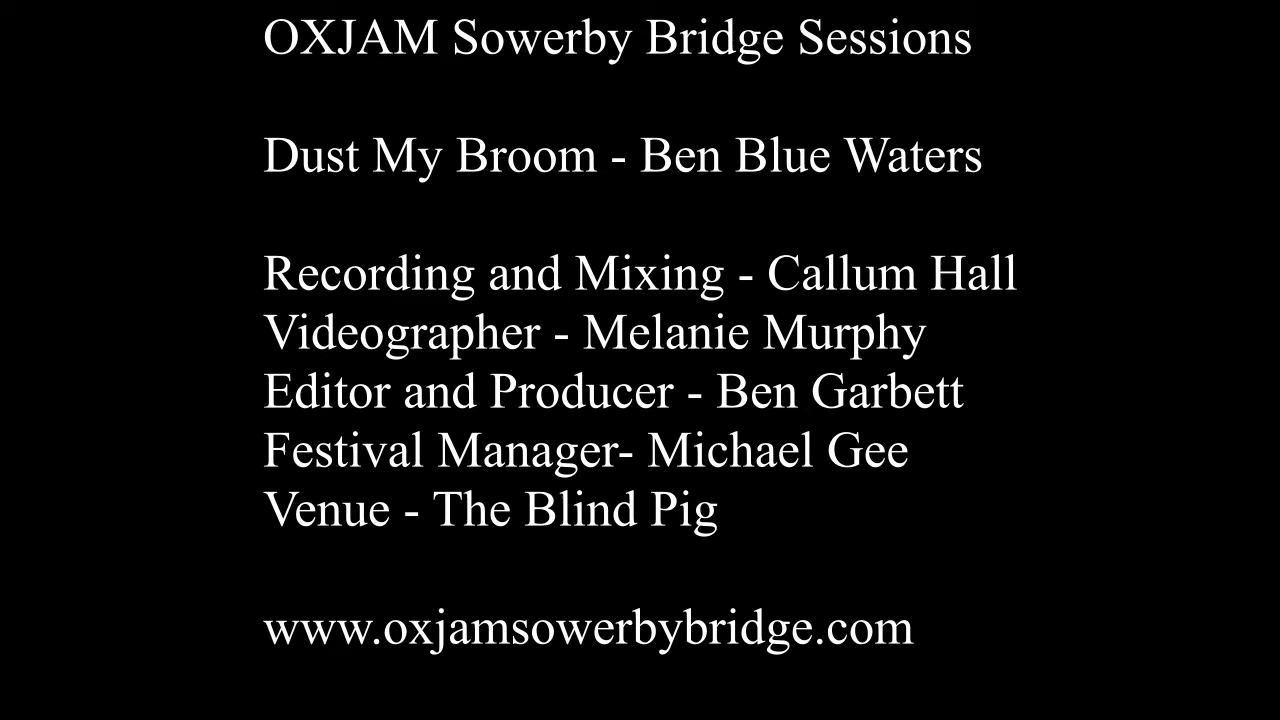 OXJAM Sowerby Bridge Sessions
Dust My Broom - Ben Blue Waters
Recording and Mixing - Callum Hall
Videographer - Melanie Murphy
Editor and Producer - Ben Garbett
Festival Manager- Michael Gee
Venue - The Blind Pig
www.oxjamsowerbybridge.com